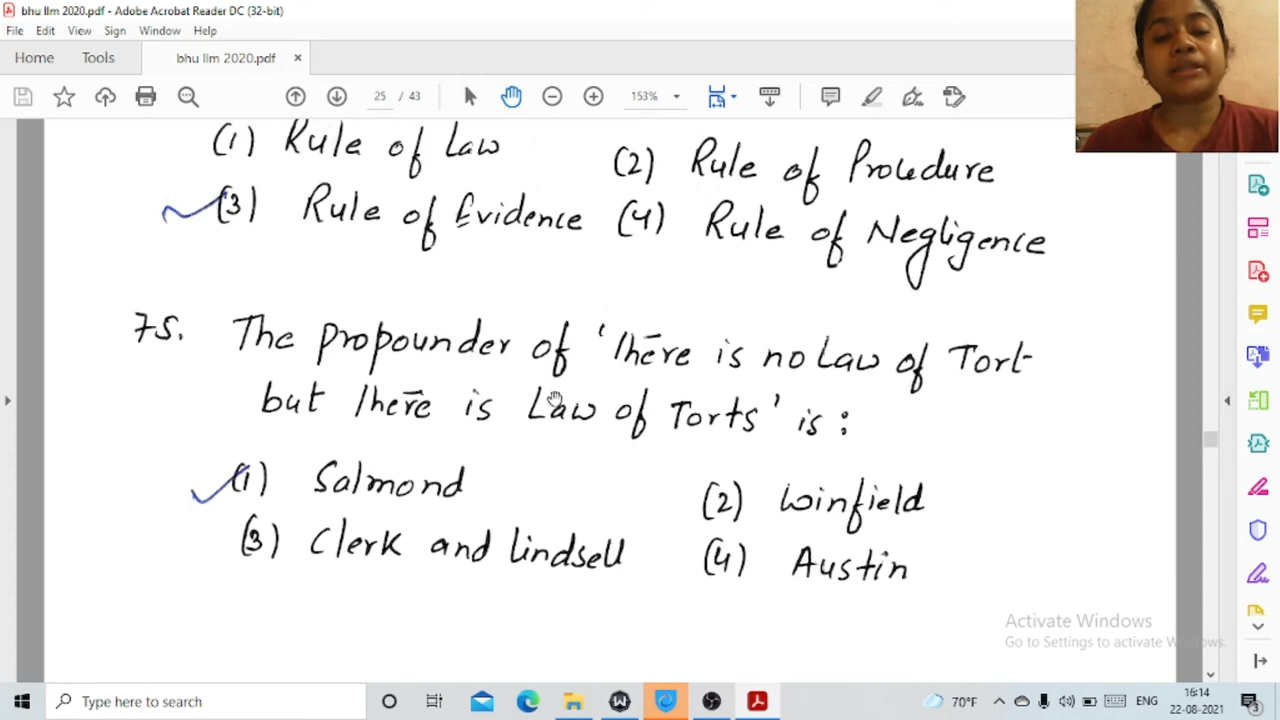 bhu llm 2020.pdf - Adobe Acrobat Reader DC (32-bit)
File Edit View Sign Window Help
Home Tools bhu llm 2020.pdf ×
25 / 43 153%
(1) Rule of Law (2) Rule of Procedure
(3) Rule of Evidence (4) Rule of Negligence
75. The propounder of 'There is no Law of Tort
but There is Law of Torts' is :
(1) Salmond (2) Winfield
(3) Clerk and lindsell (4) Austin
Activate Windows
Go to Settings to activate Windows.
Type here to search 70°F ENG 16:14
22-08-2021 3